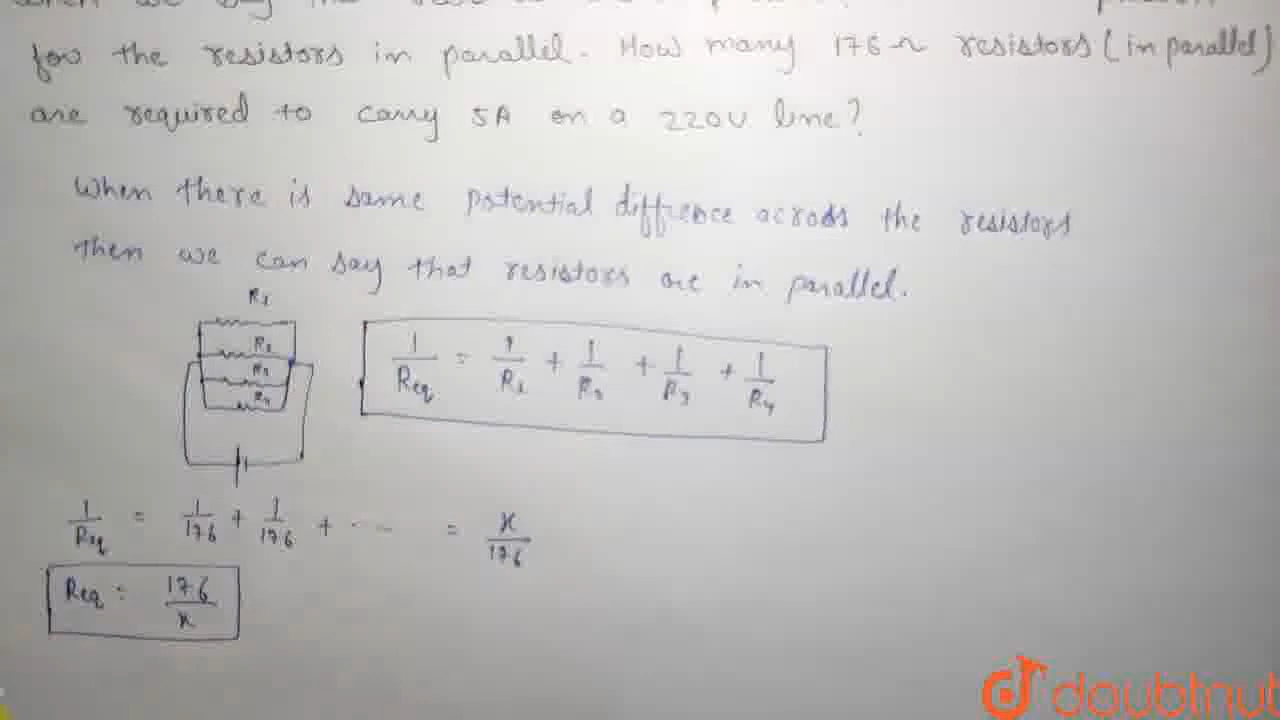 for the resistors in parallel. How many 176 Ω resistors (in parallel)
are required to carry 5A on a 220V line?
When there is same potential diffrence across the resistors
then we can say that resistors are in parallel.
R1
R2
R3
R4
1/Req = 1/R1 + 1/R2 + 1/R3 + 1/R4
1/Req = 1/176 + 1/176 + ... = x/176
Req = 176/x
doubtnut